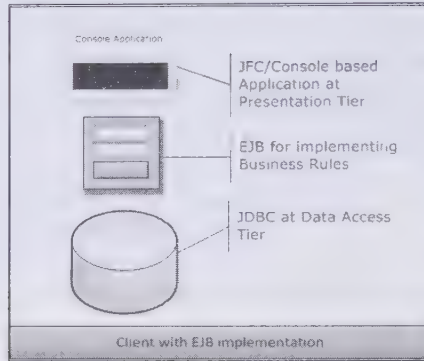 Console Application
JFC/Console based
Application at
Presentation Tier
EJB for implementing
Business Rules
JDBC at Data Access
Tier
Client with EJB implementation